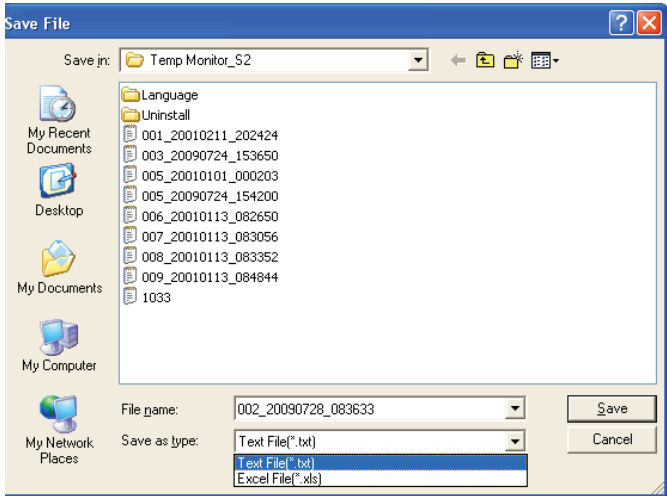 Save File
Save in:
Temp Monitor_S2
My Recent
Documents
Desktop
My Documents
My Computer
My Network
Places
Language
Uninstall
001_20010211_202424
003_20090724_153650
005_20010101_000203
005_20090724_154200
006_20010113_082650
007_20010113_083056
008_20010113_083352
009_20010113_084844
1033
File name:
002_20090728_083633
Save
Save as type:
Text File(*.txt)
Cancel
Text File(*.txt)
Excel File(*.xls)